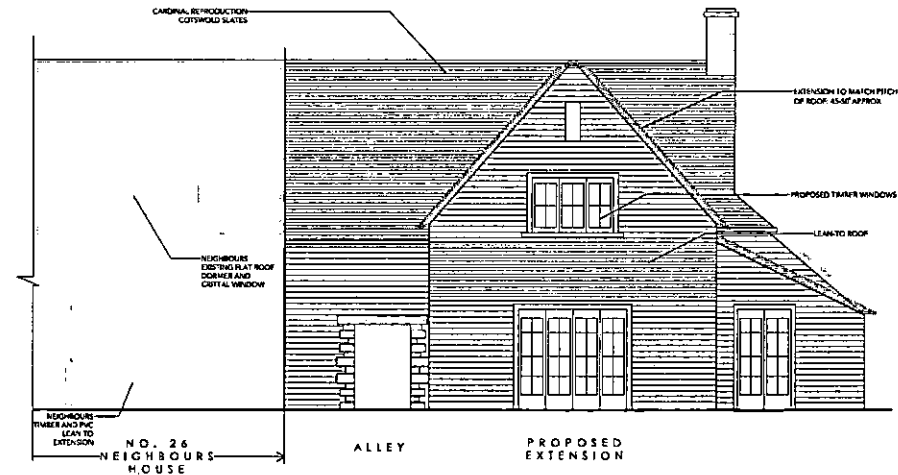 CARDINAL REPRODUCTION
COTSWOLD SLATES
EXTENSION TO MATCH PITCH
OF ROOF. 45-50° APPROX
PROPOSED TIMBER WINDOWS
LEAN-TO ROOF
NEIGHBOURS
EXISTING FLAT ROOF
DORMER AND
CRITTAL WINDOW
NEIGHBOURS
TIMBER AND PVC
LEAN TO
EXTENSION
NO. 26
NEIGHBOURS
HOUSE
ALLEY
PROPOSED
EXTENSION